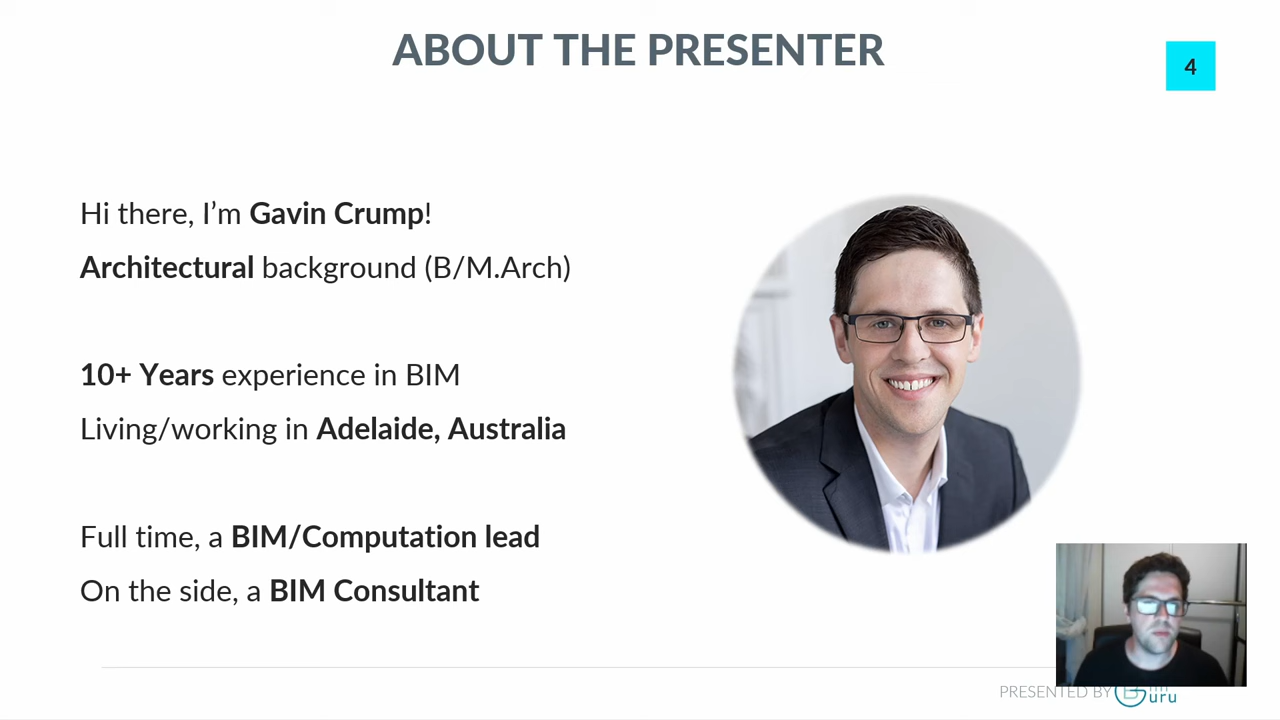 ABOUT THE PRESENTER
4
Hi there, I’m Gavin Crump!
Architectural background (B/M.Arch)
10+ Years experience in BIM
Living/working in Adelaide, Australia
Full time, a BIM/Computation lead
On the side, a BIM Consultant
PRESENTED BY